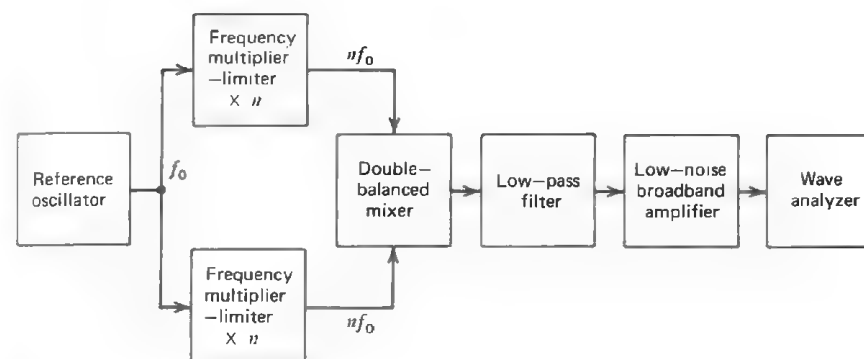 Frequency
multiplier
—limiter
× n
nf₀
Reference
oscillator
f₀
Double—
balanced
mixer
Low—pass
filter
Low—noise
broadband
amplifier
Wave
analyzer
Frequency
multiplier
—limiter
× n
nf₀